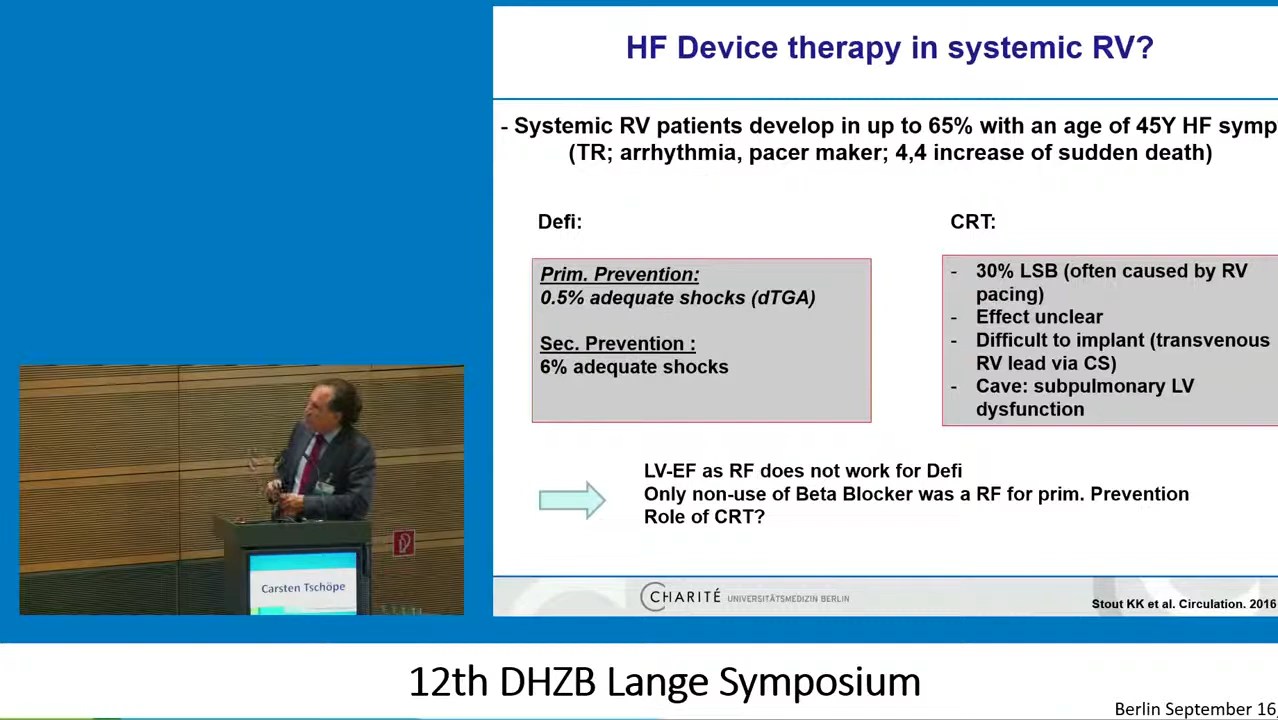 HF Device therapy in systemic RV?
- Systemic RV patients develop in up to 65% with an age of 45Y HF symp
(TR; arrhythmia, pacer maker; 4,4 increase of sudden death)
Defi:
Prim. Prevention:
0.5% adequate shocks (dTGA)
Sec. Prevention :
6% adequate shocks
CRT:
- 30% LSB (often caused by RV
pacing)
- Effect unclear
- Difficult to implant (transvenous
RV lead via CS)
- Cave: subpulmonary LV
dysfunction
LV-EF as RF does not work for Defi
Only non-use of Beta Blocker was a RF for prim. Prevention
Role of CRT?
CHARITÉ UNIVERSITÄTSMEDIZIN BERLIN
Stout KK et al. Circulation. 2016
Carsten Tschöpe
12th DHZB Lange Symposium
Berlin September 16,